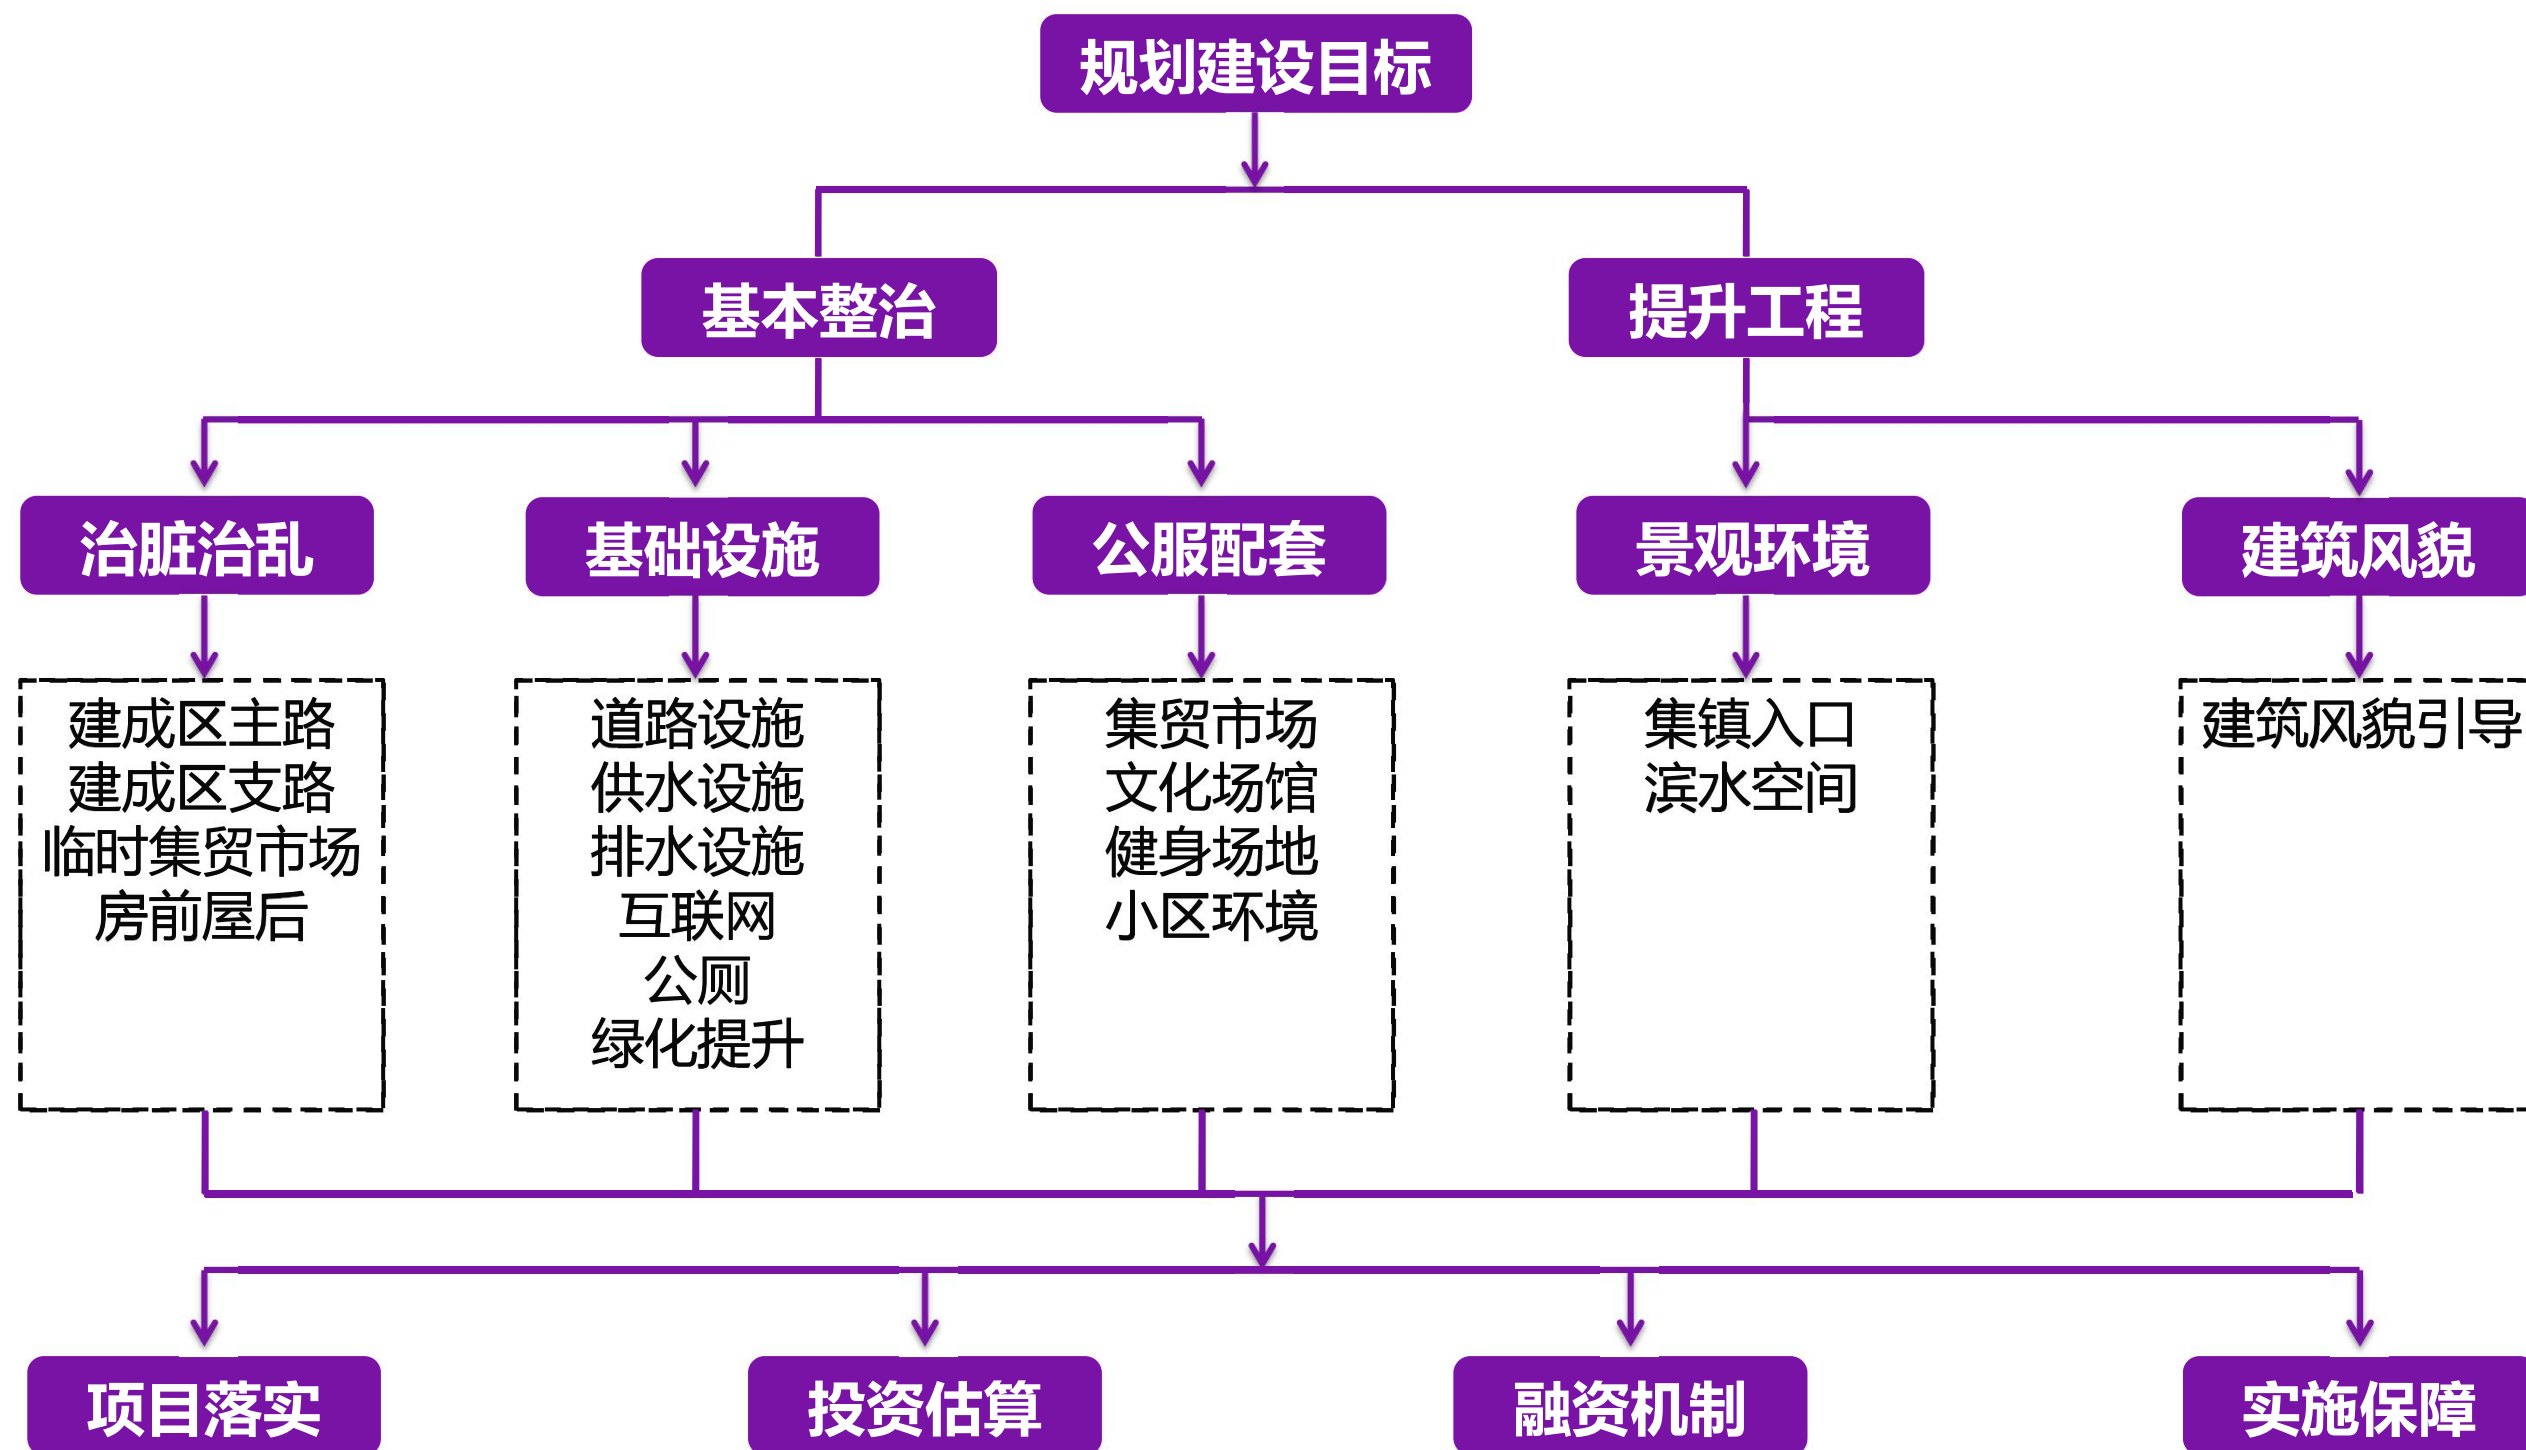 规划建设目标
基本整治
提升工程
治脏治乱
基础设施
公服配套
景观环境
建筑风貌
建成区主路
建成区支路
临时集贸市场
房前屋后
道路设施
供水设施
排水设施
互联网
公厕
绿化提升
集贸市场
文化场馆
健身场地
小区环境
集镇入口
滨水空间
建筑风貌引导
项目落实
投资估算
融资机制
实施保障